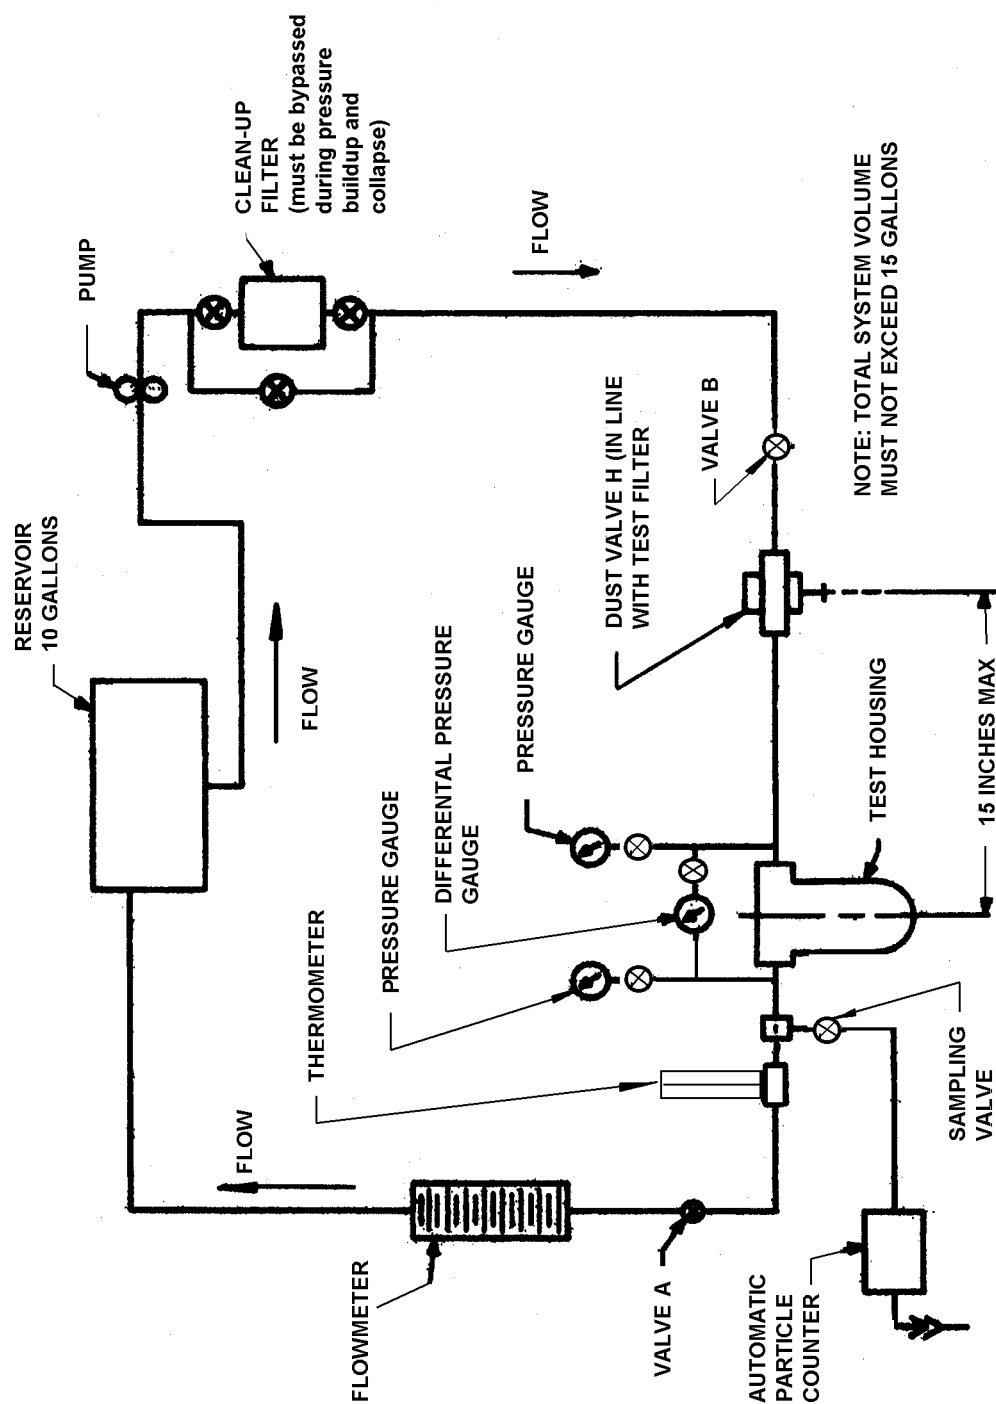 RESERVOIR
10 GALLONS
PUMP
CLEAN-UP
FILTER
(must be bypassed
during pressure
buildup and
collapse)
FLOW
FLOW
FLOW
FLOWMETER
THERMOMETER
PRESSURE GAUGE
DIFFERENTAL PRESSURE
GAUGE
PRESSURE GAUGE
DUST VALVE H (IN LINE
WITH TEST FILTER
VALVE B
VALVE A
AUTOMATIC
PARTICLE
COUNTER
SAMPLING
VALVE
TEST HOUSING
15 INCHES MAX
NOTE: TOTAL SYSTEM VOLUME
MUST NOT EXCEED 15 GALLONS